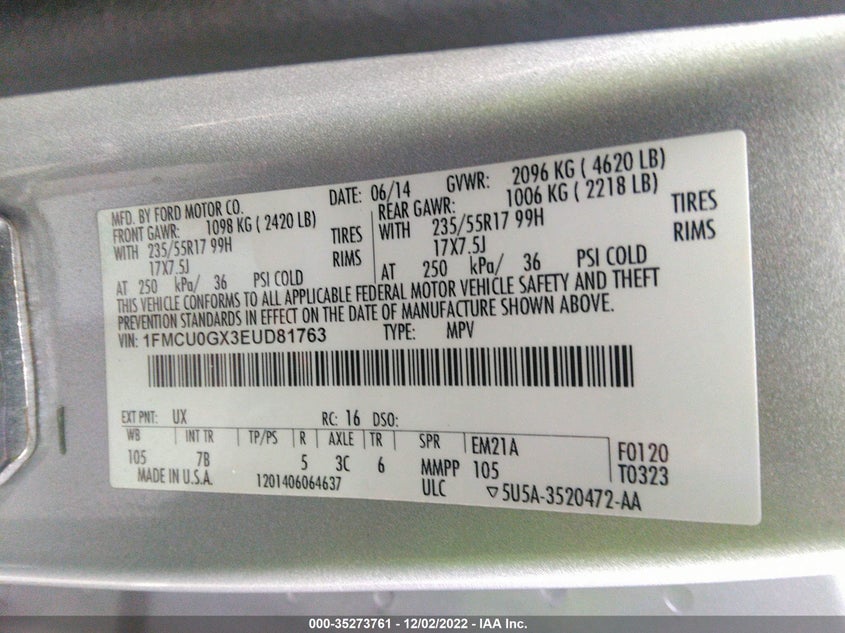 MFD. BY FORD MOTOR CO. DATE: 06/14 GVWR: 2096 KG ( 4620 LB)
FRONT GAWR: 1098 KG ( 2420 LB) REAR GAWR: 1006 KG ( 2218 LB)
WITH 235/55R17 99H TIRES WITH 235/55R17 99H TIRES
17X7.5J RIMS 17X7.5J RIMS
AT 250 kPa/ 36 PSI COLD AT 250 kPa/ 36 PSI COLD
THIS VEHICLE CONFORMS TO ALL APPLICABLE FEDERAL MOTOR VEHICLE SAFETY AND THEFT
PREVENTION STANDARDS IN EFFECT ON THE DATE OF MANUFACTURE SHOWN ABOVE.
VIN: 1FMCU0GX3EUD81763 TYPE: MPV
EXT PNT: UX RC: 16 DSO:
WB INT TR TP/PS R AXLE TR SPR EM21A F0120
105 7B 5 3C 6 MMPP 105 T0323
MADE IN U.S.A. 1201406064637 ULC ▽5U5A-3520472-AA
000-35273761 - 12/02/2022 - IAA Inc.